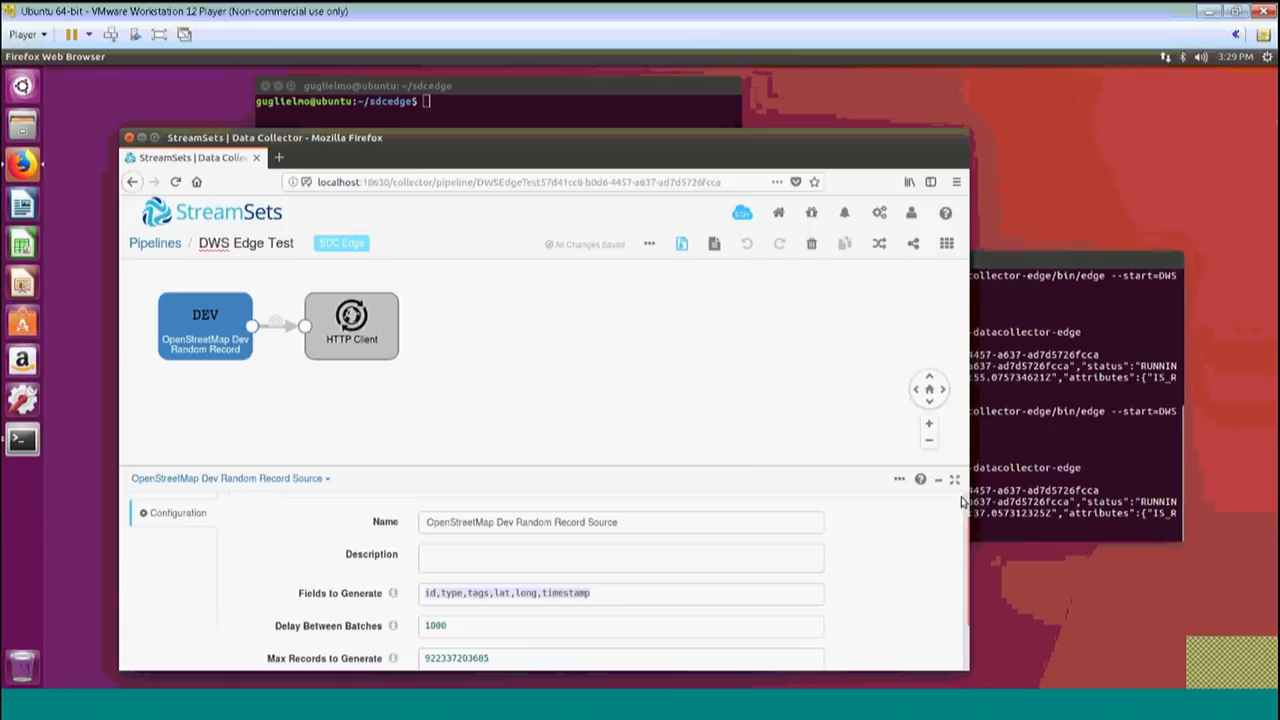 Ubuntu 64-bit - VMware Workstation 12 Player (Non-commercial use only)
Player
Firefox Web Browser
3:29 PM
guglielmo@ubuntu: ~/sdcedge
guglielmo@ubuntu:~/sdcedge$
StreamSets | Data Collector - Mozilla Firefox
StreamSets | Data Colle
localhost:18630/collector/pipeline/DWSEdgeTest57d41cc8-b0d6-4457-a637-ad7d5726fcca
StreamSets
SCH
Pipelines / DWS Edge Test
SDC Edge
All Changes Saved
DEV
OpenStreetMap Dev
Random Record
HTTP Client
ollector-edge/bin/edge --start=DWS
datacollector-edge
4457-a637-ad7d5726fcca
a637-ad7d5726fcca","status":"RUNNIN
:55.075734621Z","attributes":{"IS_R
ollector-edge/bin/edge --start=DWS
datacollector-edge
4457-a637-ad7d5726fcca
a637-ad7d5726fcca","status":"RUNNIN
:37.057312325Z","attributes":{"IS_R
OpenStreetMap Dev Random Record Source
Configuration
Name
OpenStreetMap Dev Random Record Source
Description
Fields to Generate
id,type,tags,lat,long,timestamp
Delay Between Batches
1000
Max Records to Generate
922337203685